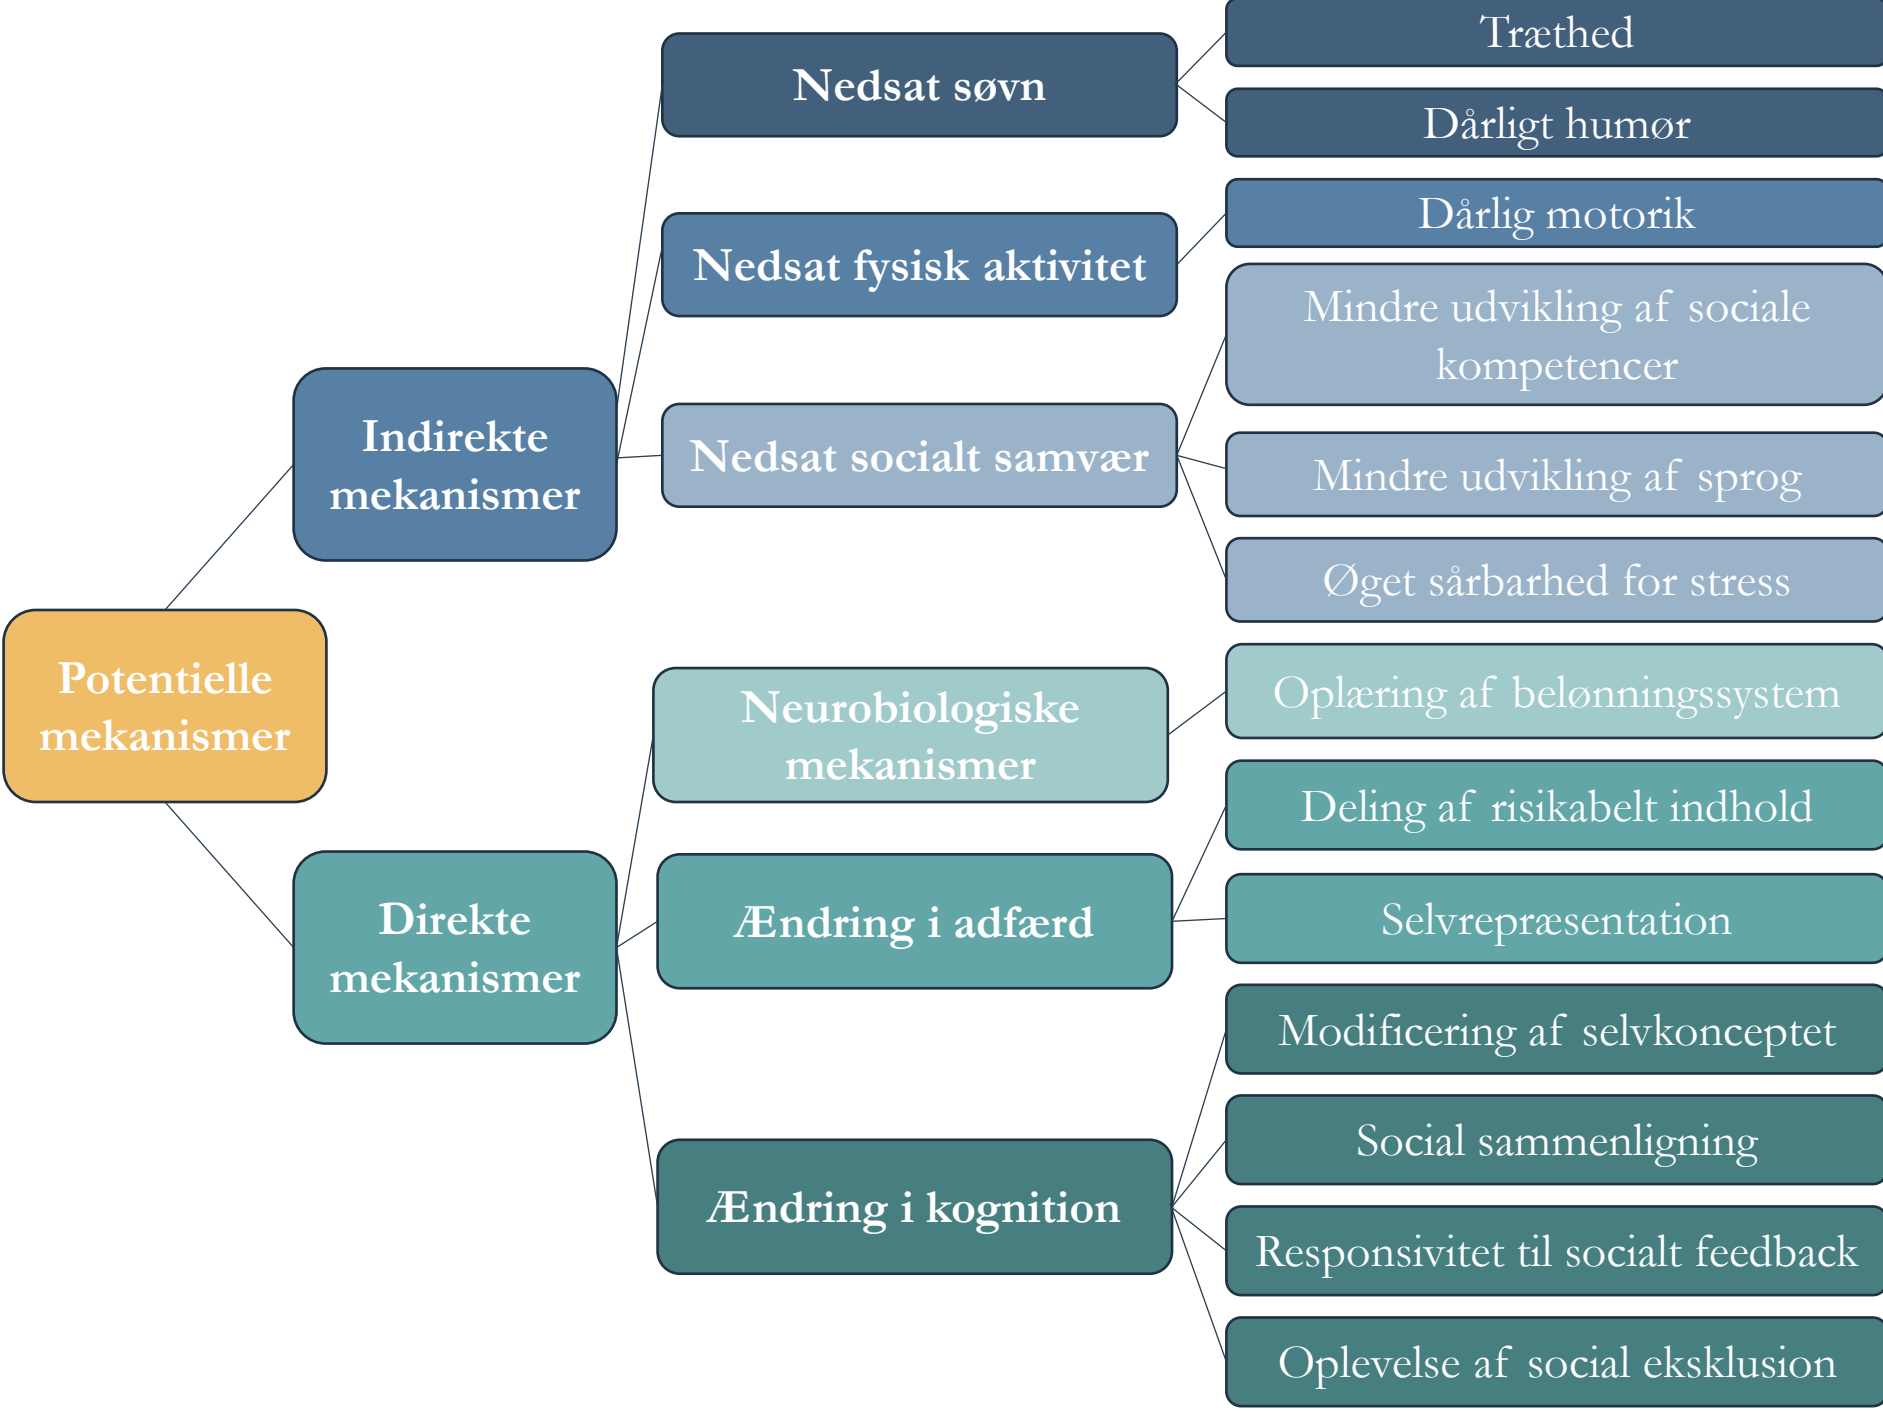 Potentielle
mekanismer
Indirekte
mekanismer
Nedsat søvn
Træthed
Dårligt humør
Nedsat fysisk aktivitet
Dårlig motorik
Nedsat socialt samvær
Mindre udvikling af sociale
kompetencer
Mindre udvikling af sprog
Øget sårbarhed for stress
Direkte
mekanismer
Neurobiologiske
mekanismer
Oplæring af belønningssystem
Ændring i adfærd
Deling af risikabelt indhold
Selvrepræsentation
Ændring i kognition
Modificering af selvkonceptet
Social sammenligning
Responsivitet til socialt feedback
Oplevelse af social eksklusion